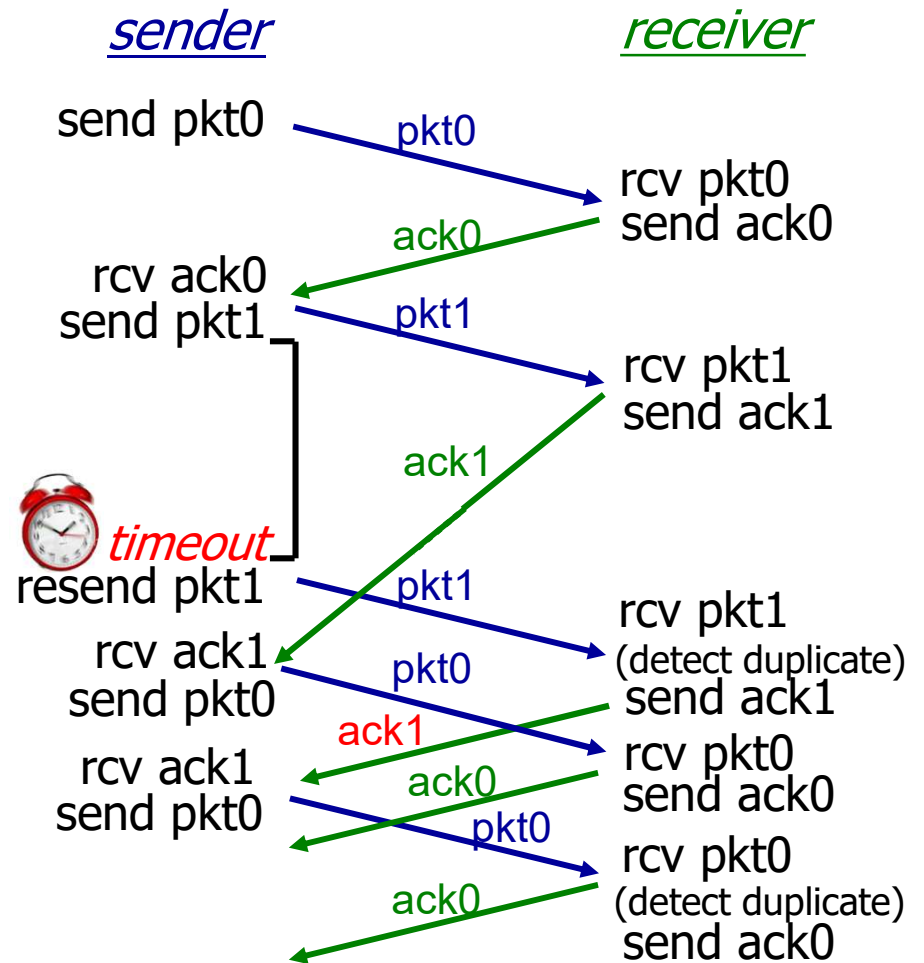 sender
receiver
send pkt0
pkt0
rcv pkt0
send ack0
ack0
rcv ack0
send pkt1
pkt1
rcv pkt1
send ack1
ack1
timeout
resend pkt1
pkt1
rcv pkt1
(detect duplicate)
send ack1
rcv ack1
send pkt0
pkt0
ack1
rcv pkt0
send ack0
rcv ack1
send pkt0
ack0
pkt0
rcv pkt0
(detect duplicate)
send ack0
ack0